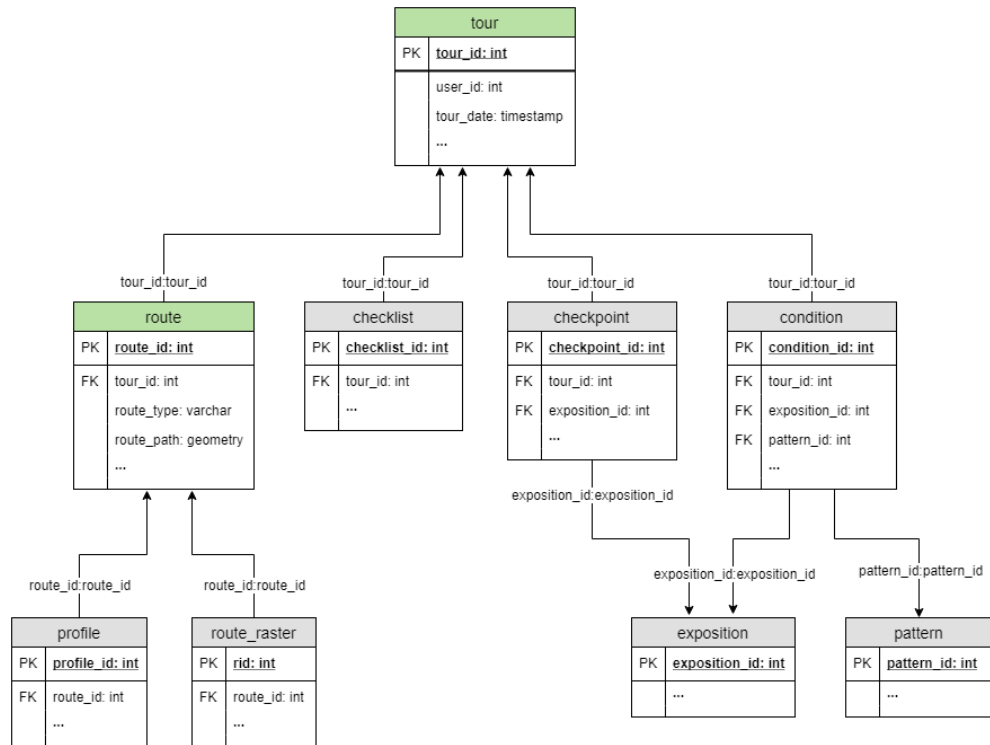 tour
PK tour_id: int
user_id: int
tour_date: timestamp
...
tour_id:tour_id
tour_id:tour_id
tour_id:tour_id
tour_id:tour_id
route
PK route_id: int
FK tour_id: int
route_type: varchar
route_path: geometry
...
checklist
PK checklist_id: int
FK tour_id: int
...
checkpoint
PK checkpoint_id: int
FK tour_id: int
FK exposition_id: int
...
condition
PK condition_id: int
FK tour_id: int
FK exposition_id: int
FK pattern_id: int
...
exposition_id:exposition_id
route_id:route_id
route_id:route_id
exposition_id:exposition_id
pattern_id:pattern_id
profile
PK profile_id: int
FK route_id: int
...
route_raster
PK rid: int
FK route_id: int
...
exposition
PK exposition_id: int
...
pattern
PK pattern_id: int
...